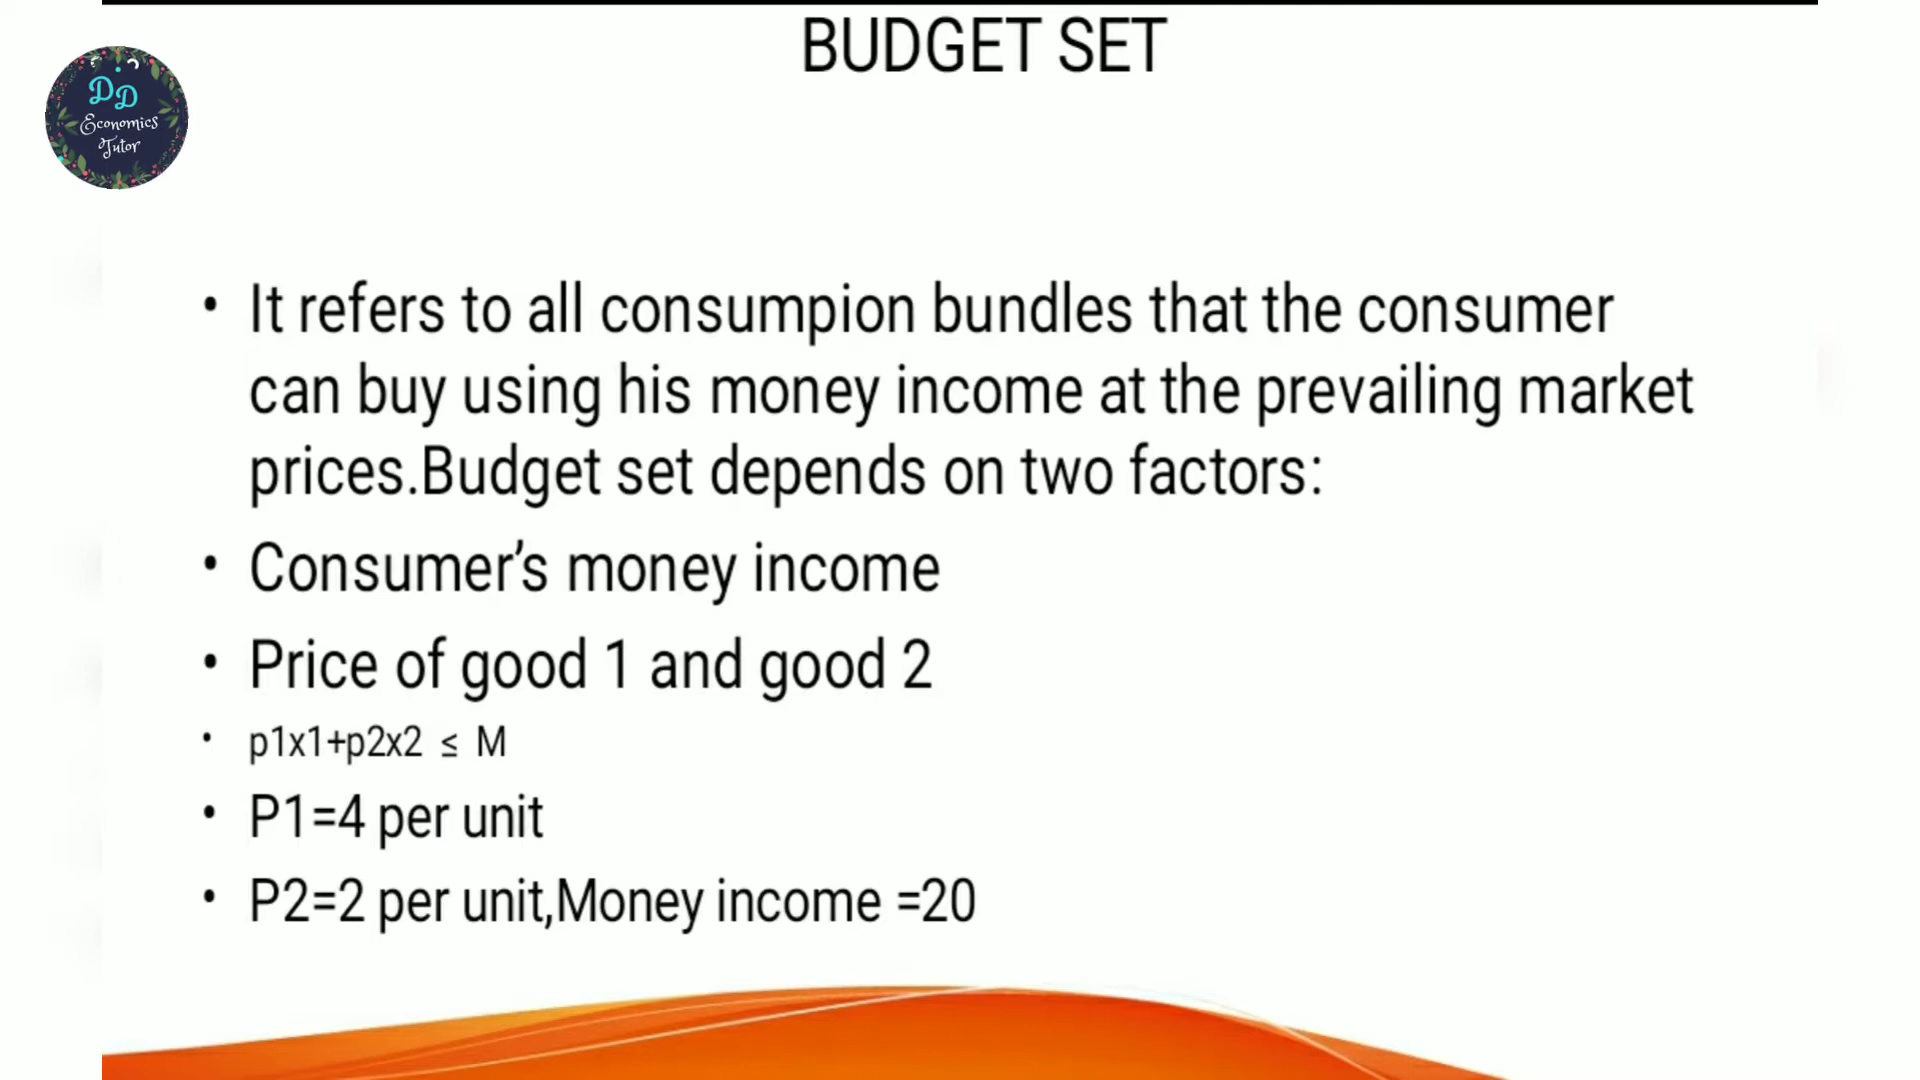 BUDGET SET
DD
Economics
Tutor
• It refers to all consumpion bundles that the consumer
can buy using his money income at the prevailing market
prices.Budget set depends on two factors:
• Consumer’s money income
• Price of good 1 and good 2
• p1x1+p2x2 ≤ M
• P1=4 per unit
• P2=2 per unit,Money income =20